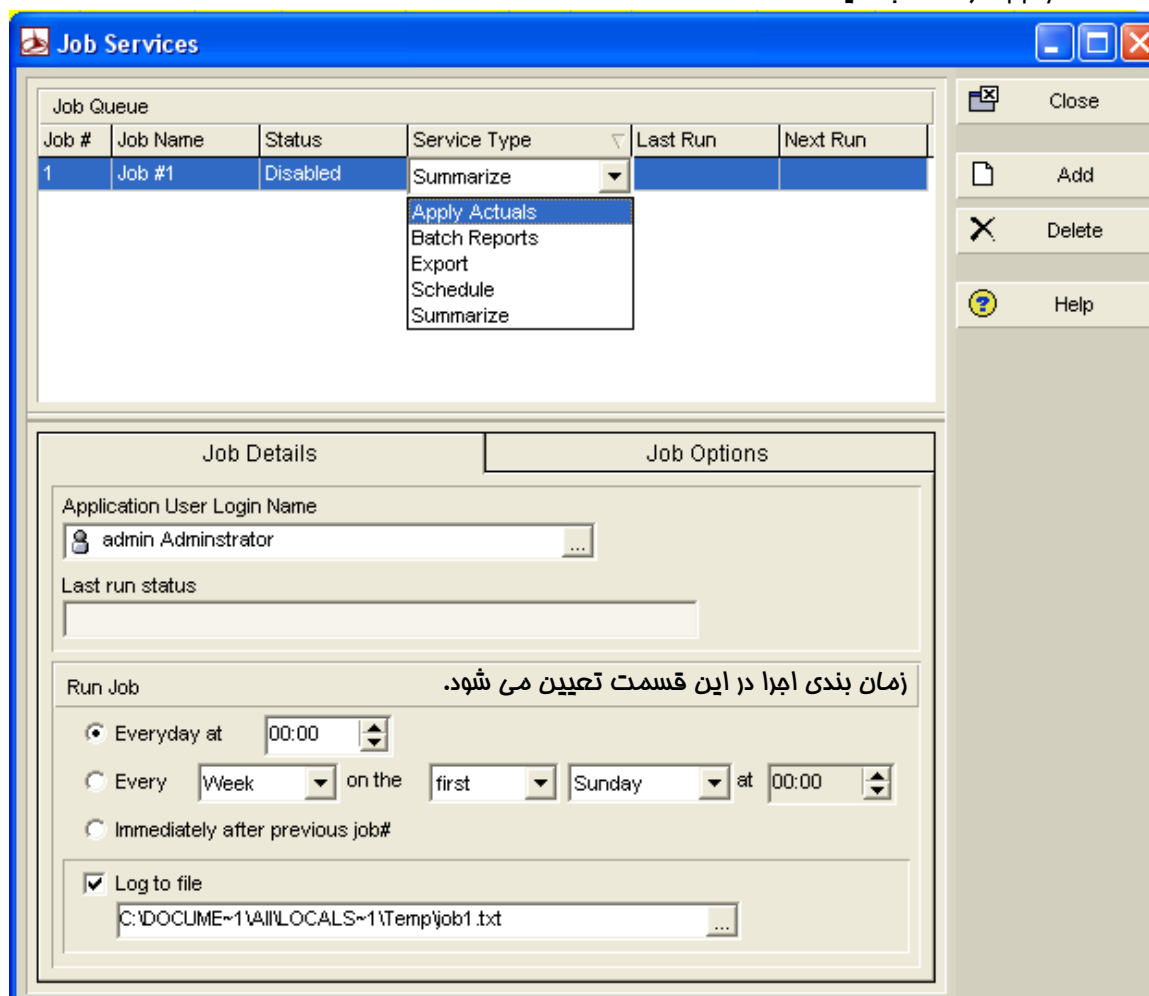 Job Services
Close
Add
Delete
Help
Job Queue
Job # Job Name Status Service Type Last Run Next Run
1 Job #1 Disabled Summarize
Apply Actuals
Batch Reports
Export
Schedule
Summarize
Job Details Job Options
Application User Login Name
admin Adminstrator ...
Last run status
Run Job زمان بندی اجرا در این قسمت تعیین می شود.
Everyday at 00:00
Every Week on the first Sunday at 00:00
Immediately after previous job#
Log to file
C:\DOCUME~1\All\LOCALS~1\Temp\job1.txt ...